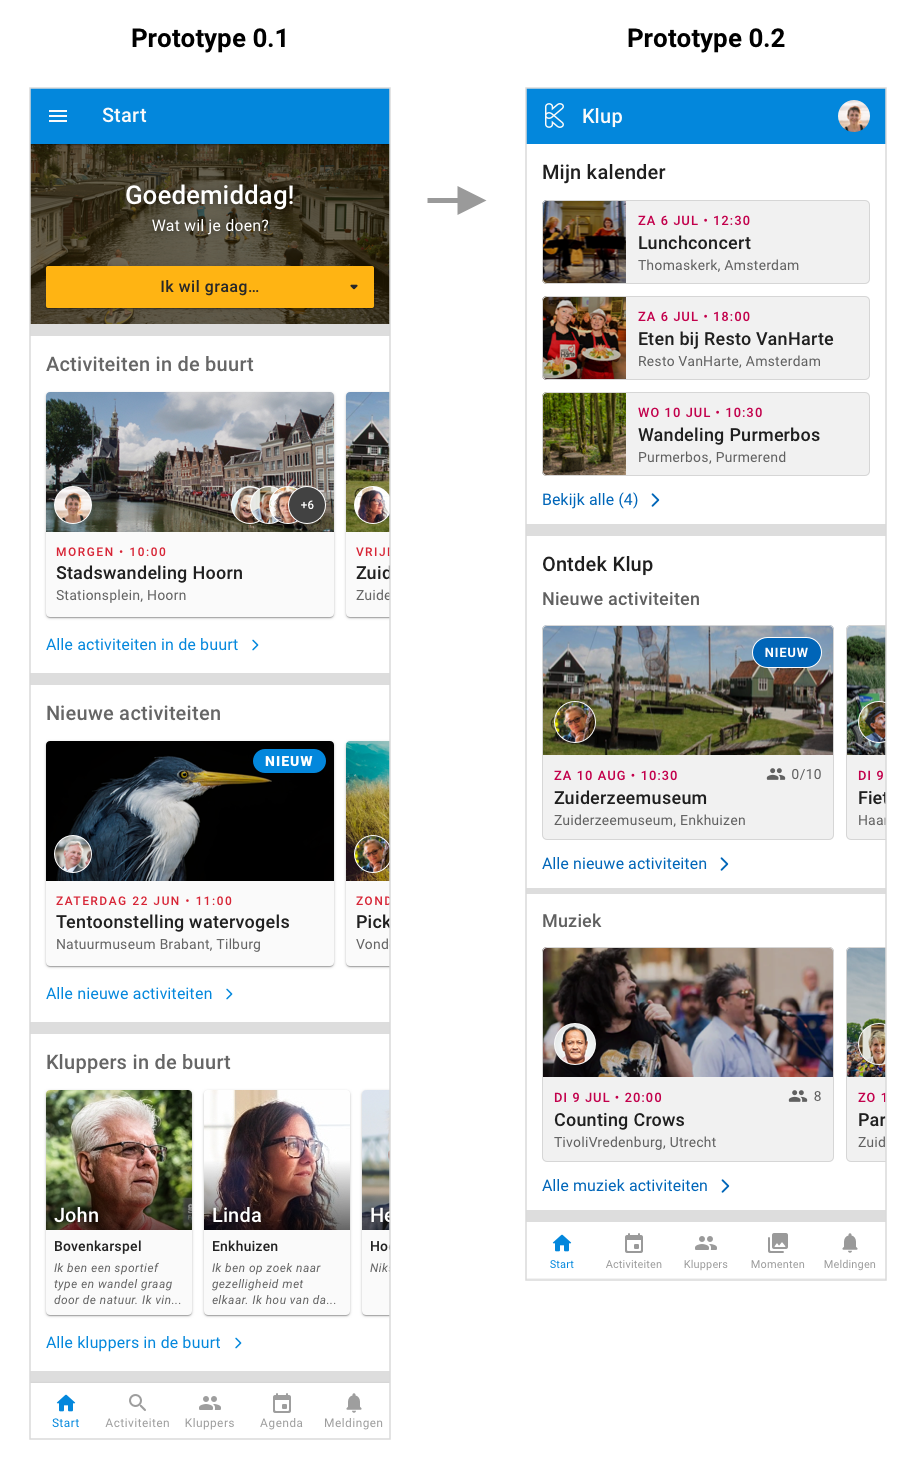 Prototype 0.1
Start
Goedemiddag!
Wat wil je doen?
Ik wil graag...
Activiteiten in de buurt
+6
MORGEN • 10:00
Stadswandeling Hoorn
Stationsplein, Hoorn
VRIJ
Zuid
Zuide
Alle activiteiten in de buurt
Nieuwe activiteiten
NIEUW
ZATERDAG 22 JUN • 11:00
Tentoonstelling watervogels
Natuurmuseum Brabant, Tilburg
ZOND
Pick
Vond
Alle nieuwe activiteiten
Kluppers in de buurt
John
Bovenkarspel
Ik ben een sportief
type en wandel graag
door de natuur. Ik vin...
Linda
Enkhuizen
Ik ben op zoek naar
gezelligheid met
elkaar. Ik hou van da...
He
Hoo
Nik
Alle kluppers in de buurt
Start
Activiteiten
Kluppers
Agenda
Meldingen
Prototype 0.2
Klup
Mijn kalender
ZA 6 JUL • 12:30
Lunchconcert
Thomaskerk, Amsterdam
ZA 6 JUL • 18:00
Eten bij Resto VanHarte
Resto VanHarte, Amsterdam
WO 10 JUL • 10:30
Wandeling Purmerbos
Purmerbos, Purmerend
Bekijk alle (4)
Ontdek Klup
Nieuwe activiteiten
NIEUW
ZA 10 AUG • 10:30
0/10
Zuiderzeemuseum
Zuiderzeemuseum, Enkhuizen
DI 9
Fiet
Haar
Alle nieuwe activiteiten
Muziek
DI 9 JUL • 20:00
8
Counting Crows
TivoliVredenburg, Utrecht
ZO 1
Par
Zuid
Alle muziek activiteiten
Start
Activiteiten
Kluppers
Momenten
Meldingen